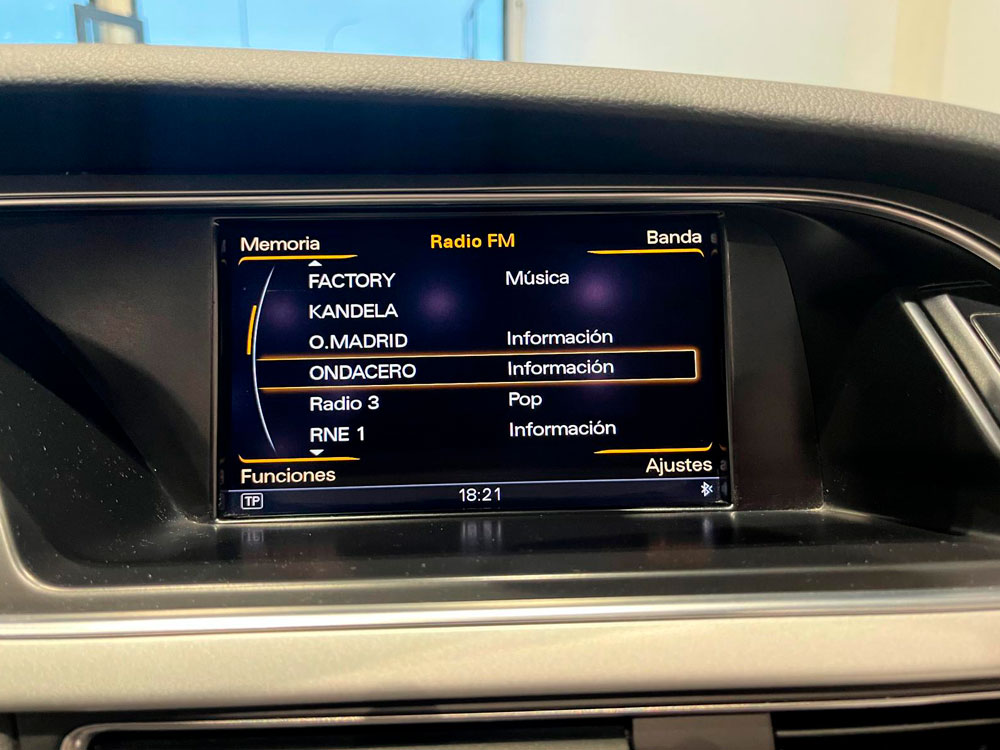 Memoria Radio FM Banda
FACTORY Música
KANDELA
O.MADRID Información
ONDACERO Información
Radio 3 Pop
RNE 1 Información
Funciones Ajustes
TP 18:21